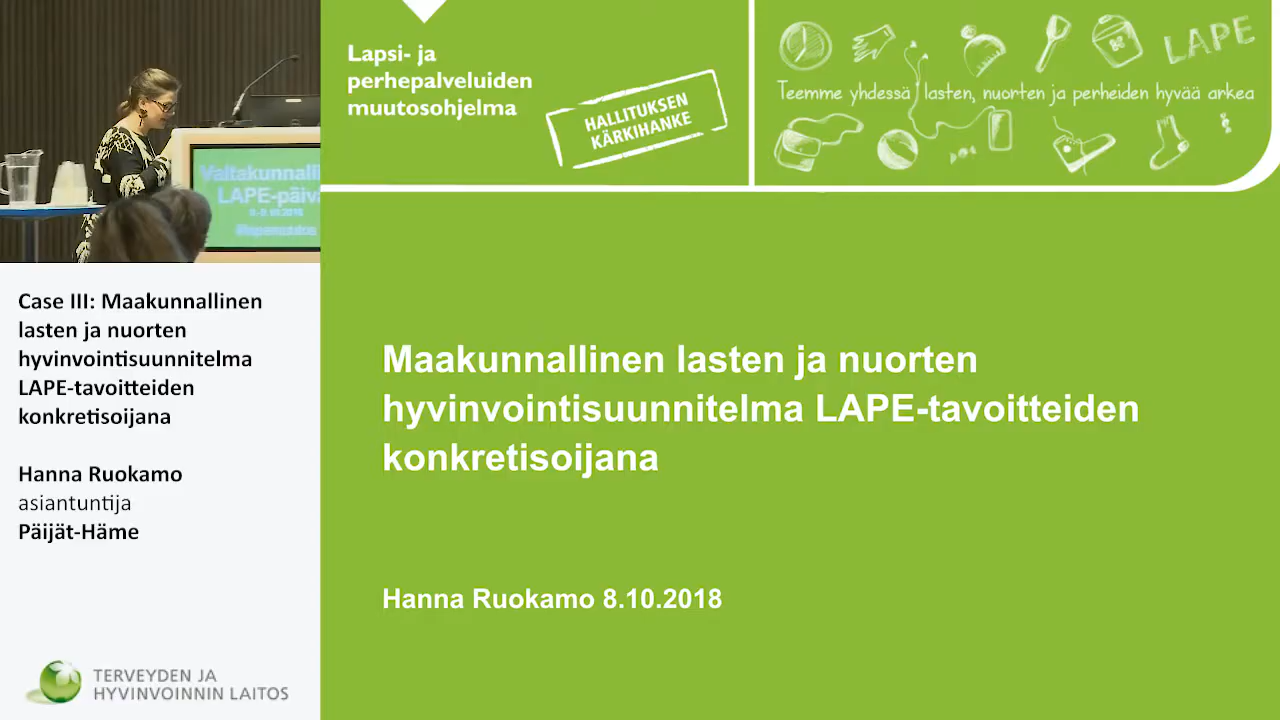 Valtakunnalli
LAPE-päivä
Case III: Maakunnallinen
lasten ja nuorten
hyvinvointisuunnitelma
LAPE-tavoitteiden
konkretisoijana
Hanna Ruokamo
asiantuntija
Päijät-Häme
TERVEYDEN JA
HYVINVOINNIN LAITOS
Lapsi- ja
perhepalveluiden
muutosohjelma
HALLITUKSEN
KÄRKIHANKE
LAPE
Teemme yhdessä lasten, nuorten ja perheiden hyvää arkea
Maakunnallinen lasten ja nuorten
hyvinvointisuunnitelma LAPE-tavoitteiden
konkretisoijana
Hanna Ruokamo 8.10.2018